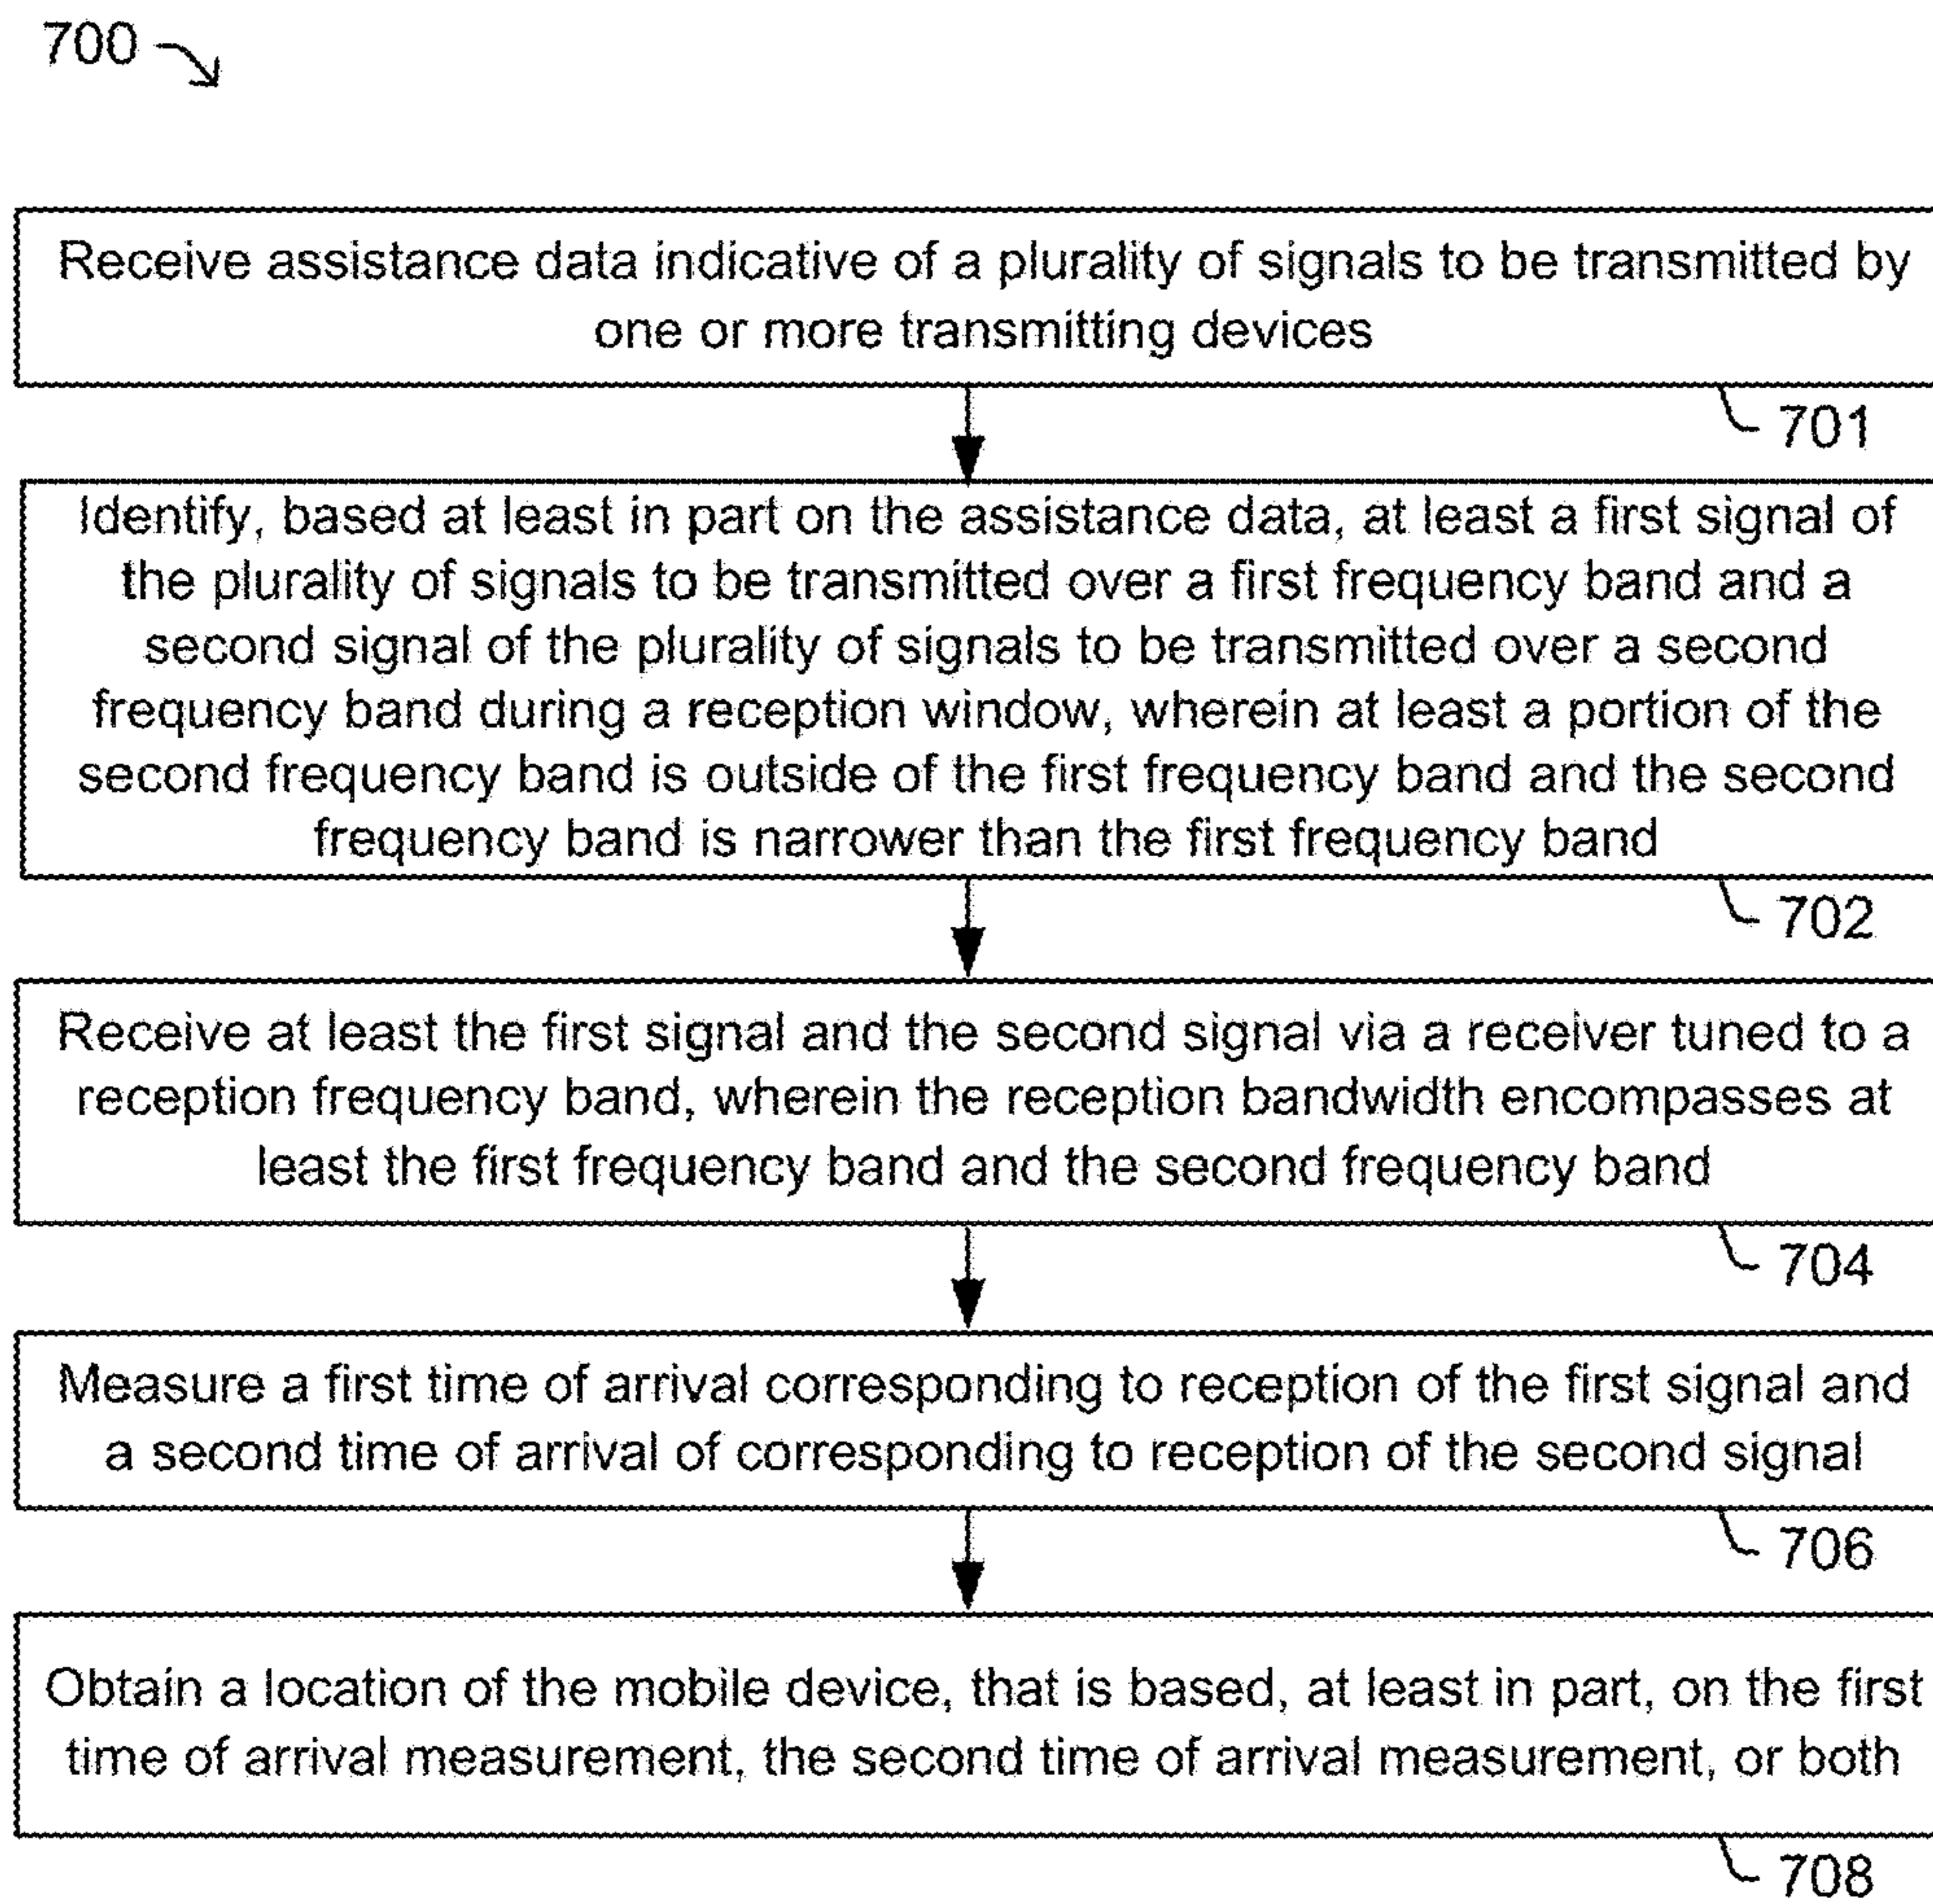 700
Receive assistance data indicative of a plurality of signals to be transmitted by
one or more transmitting devices
701
Identify, based at least in part on the assistance data, at least a first signal of
the plurality of signals to be transmitted over a first frequency band and a
second signal of the plurality of signals to be transmitted over a second
frequency band during a reception window, wherein at least a portion of the
second frequency band is outside of the first frequency band and the second
frequency band is narrower than the first frequency band
702
Receive at least the first signal and the second signal via a receiver tuned to a
reception frequency band, wherein the reception bandwidth encompasses at
least the first frequency band and the second frequency band
704
Measure a first time of arrival corresponding to reception of the first signal and
a second time of arrival of corresponding to reception of the second signal
706
Obtain a location of the mobile device, that is based, at least in part, on the first
time of arrival measurement, the second time of arrival measurement, or both
708